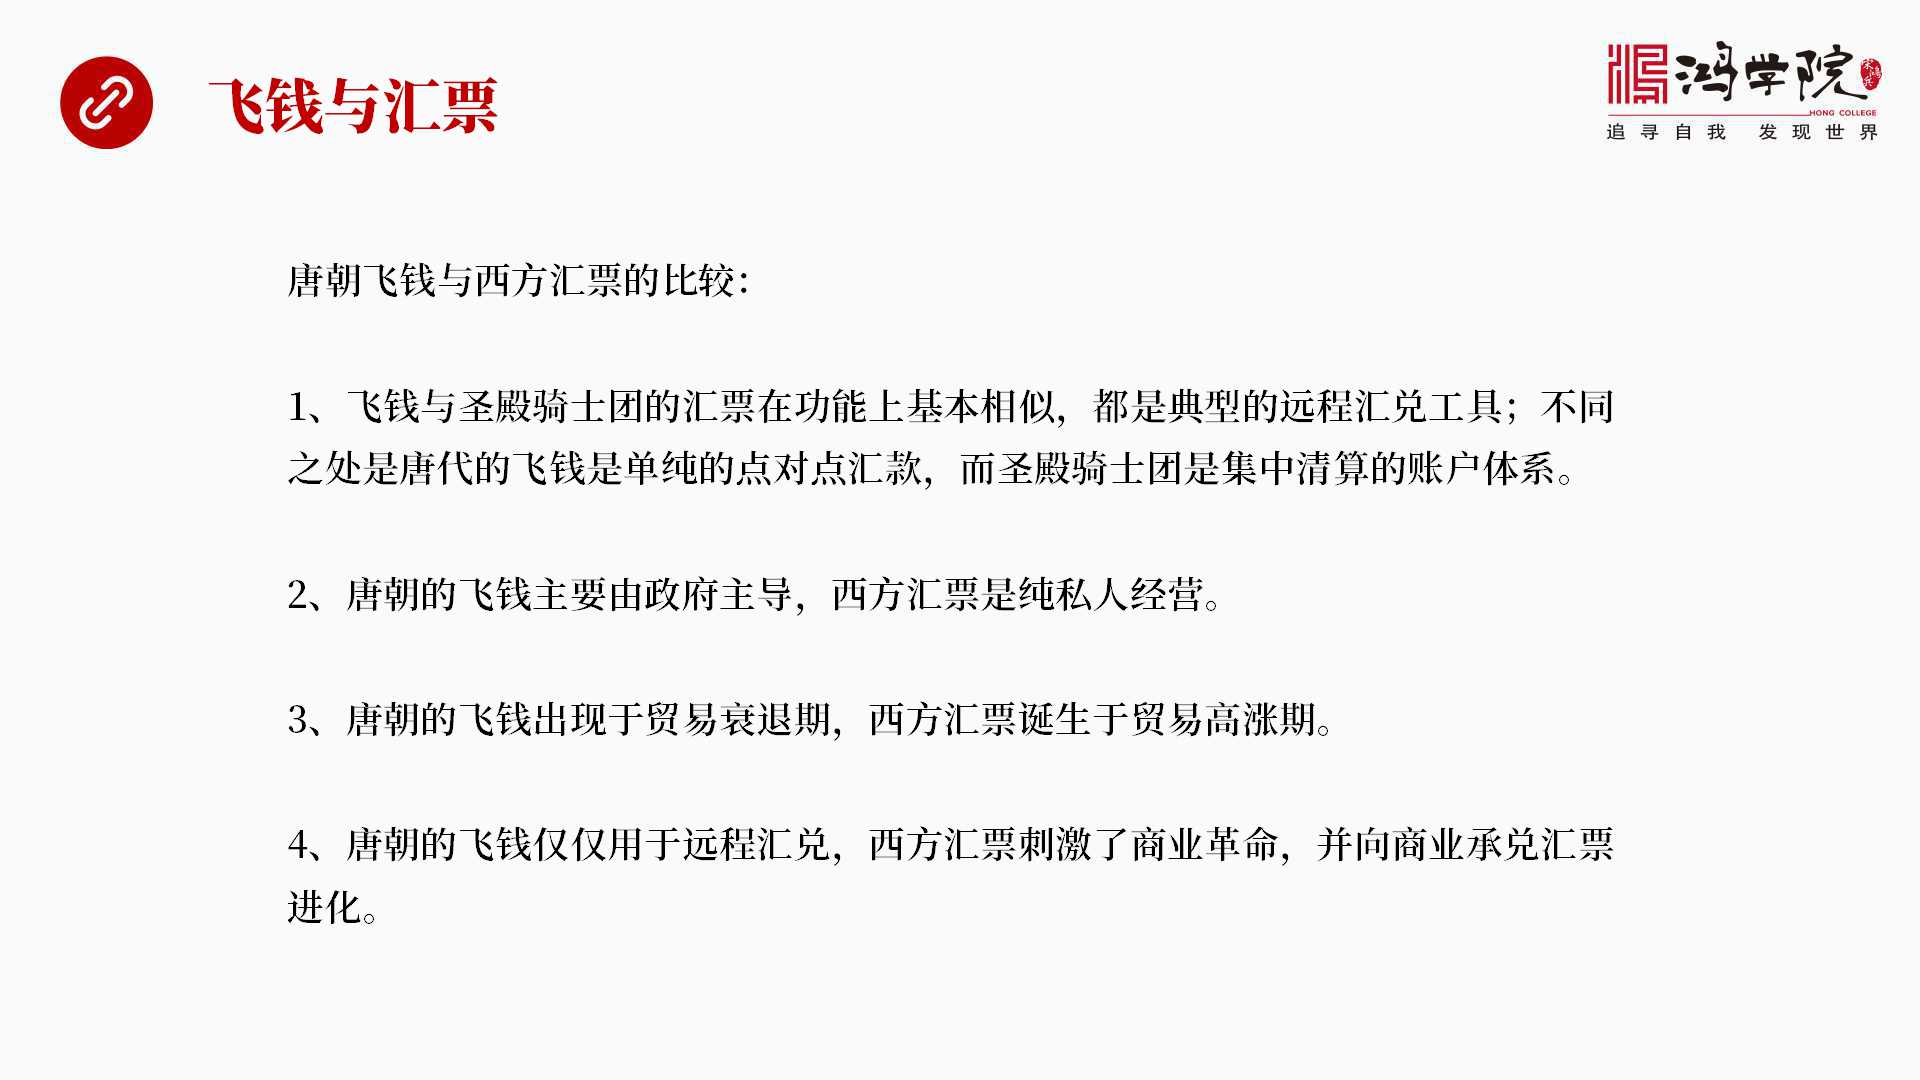 飞钱与汇票
鸿学院
宋鸿兵
HONG COLLEGE
追寻自我 发现世界
唐朝飞钱与西方汇票的比较：
1、飞钱与圣殿骑士团的汇票在功能上基本相似，都是典型的远程汇兑工具；不同
之处是唐代的飞钱是单纯的点对点汇款，而圣殿骑士团是集中清算的账户体系。
2、唐朝的飞钱主要由政府主导，西方汇票是纯私人经营。
3、唐朝的飞钱出现于贸易衰退期，西方汇票诞生于贸易高涨期。
4、唐朝的飞钱仅仅用于远程汇兑，西方汇票刺激了商业革命，并向商业承兑汇票
进化。